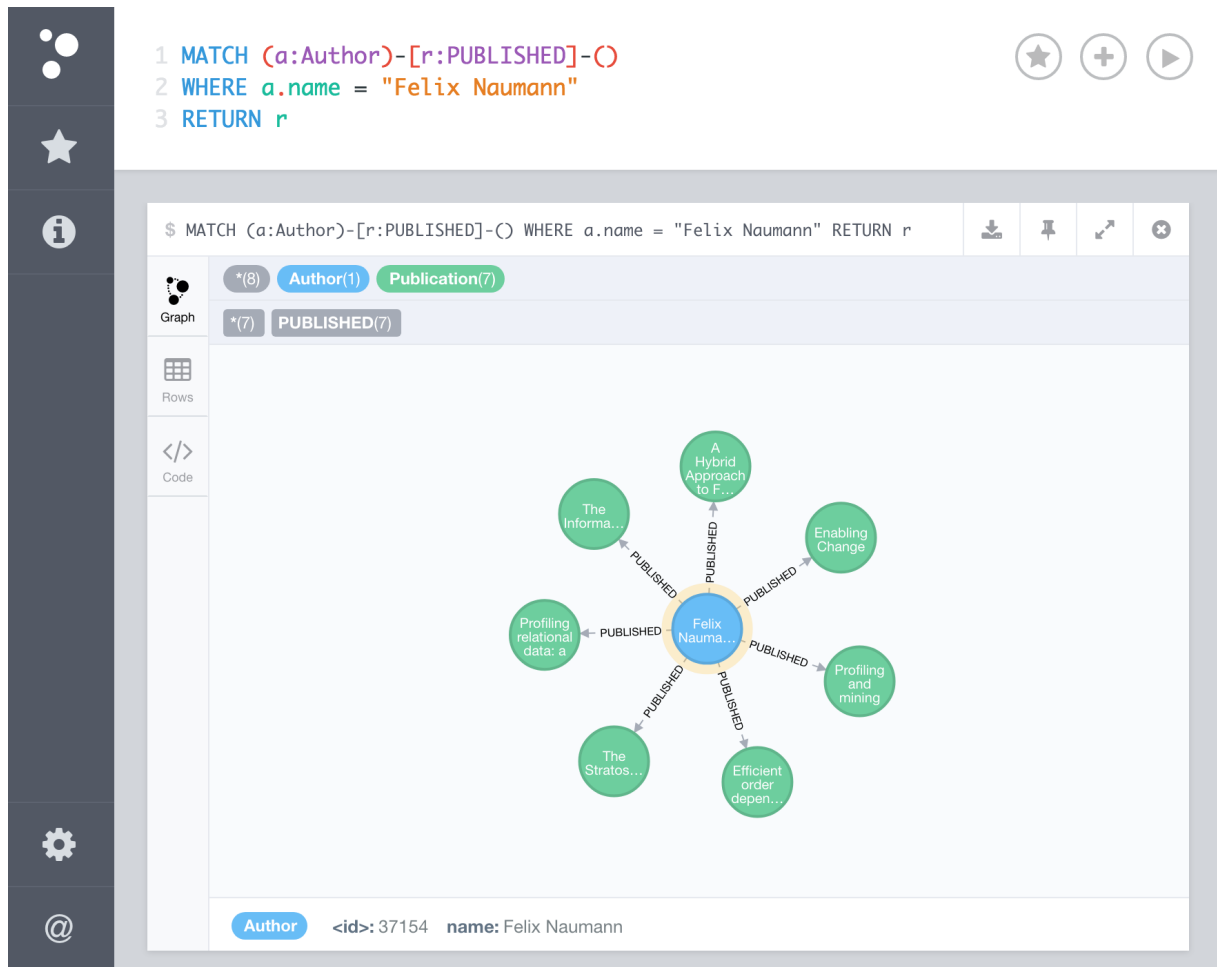 1 MATCH (a:Author)-[r:PUBLISHED]-()
2 WHERE a.name = "Felix Naumann"
3 RETURN r
$ MATCH (a:Author)-[r:PUBLISHED]-() WHERE a.name = "Felix Naumann" RETURN r
*(8) Author(1) Publication(7)
*(7) PUBLISHED(7)
Graph
Rows
Code
A
Hybrid
Approach
to F…
The
Informa…
Enabling
Change
PUBLISHED
PUBLISHED
PUBLISHED
Profiling
relational
data: a
PUBLISHED
Felix
Nauma…
PUBLISHED
Profiling
and
mining
PUBLISHED
PUBLISHED
The
Stratos…
Efficient
order
depen…
Author <id>: 37154 name: Felix Naumann
@